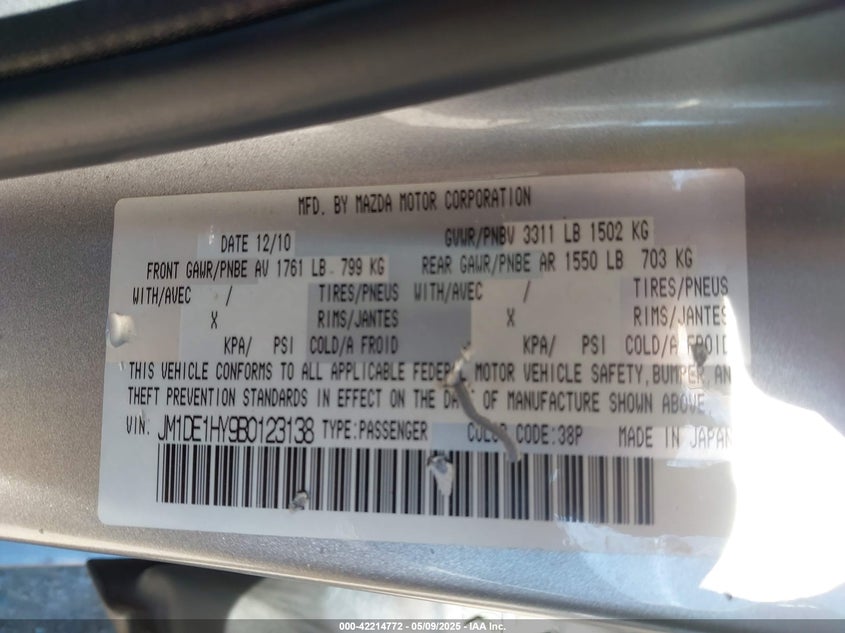 MFD. BY MAZDA MOTOR CORPORATION
DATE 12/10 GVWR/PNBV 3311 LB 1502 KG
FRONT GAWR/PNBE AV 1761 LB 799 KG REAR GAWR/PNBE AR 1550 LB 703 KG
WITH/AVEC / TIRES/PNEUS WITH/AVEC / TIRES/PNEUS
X RIMS/JANTES X RIMS/JANTES
KPA/ PSI COLD/A FROID KPA/ PSI COLD/A FROID
THIS VEHICLE CONFORMS TO ALL APPLICABLE FEDERAL MOTOR VEHICLE SAFETY, BUMPER, AN
THEFT PREVENTION STANDARDS IN EFFECT ON THE DATE OF MANUFACTURE SHOWN ABOVE.
VIN: JM1DE1HY9B0123138 TYPE:PASSENGER COLOR CODE:38P MADE IN JAPAN
000-42214772 - 05/09/2025 - IAA Inc.